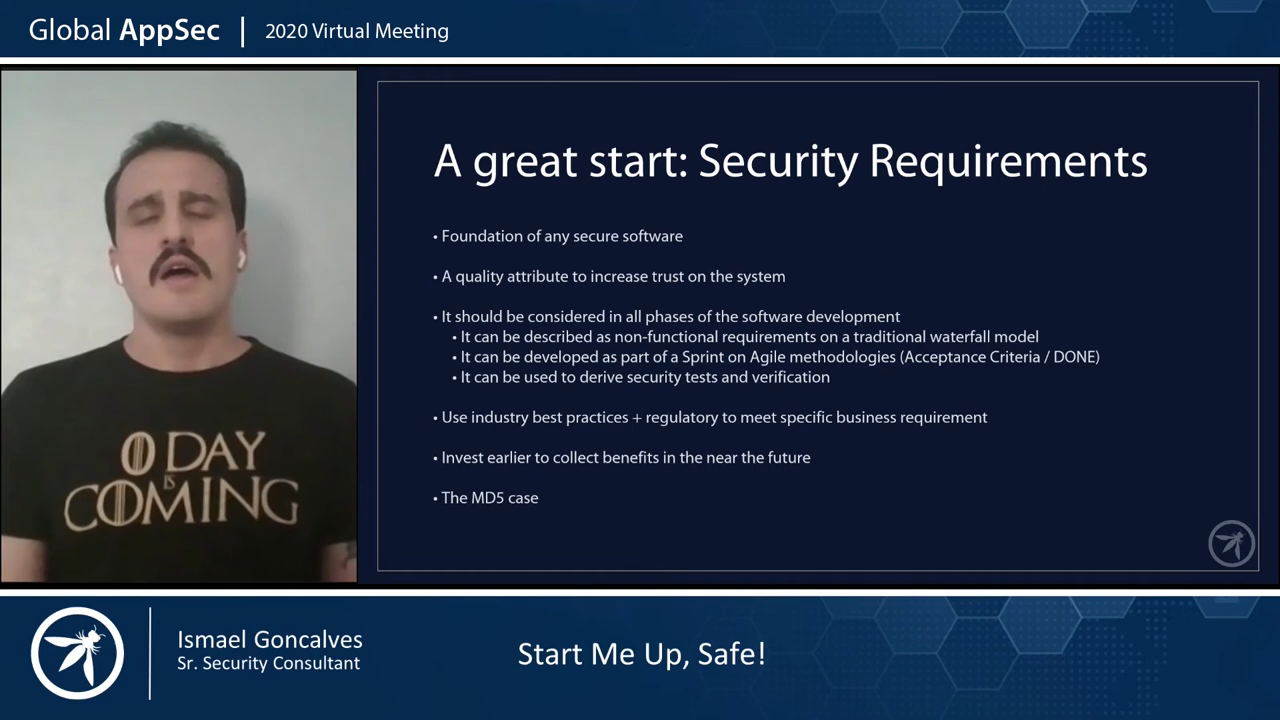 Global AppSec | 2020 Virtual Meeting
A great start: Security Requirements
• Foundation of any secure software
• A quality attribute to increase trust on the system
• It should be considered in all phases of the software development
• It can be described as non-functional requirements on a traditional waterfall model
• It can be developed as part of a Sprint on Agile methodologies (Acceptance Criteria / DONE)
• It can be used to derive security tests and verification
• Use industry best practices + regulatory to meet specific business requirement
• Invest earlier to collect benefits in the near the future
• The MD5 case
0 DAY
IS
COMING
Ismael Goncalves
Sr. Security Consultant
Start Me Up, Safe!